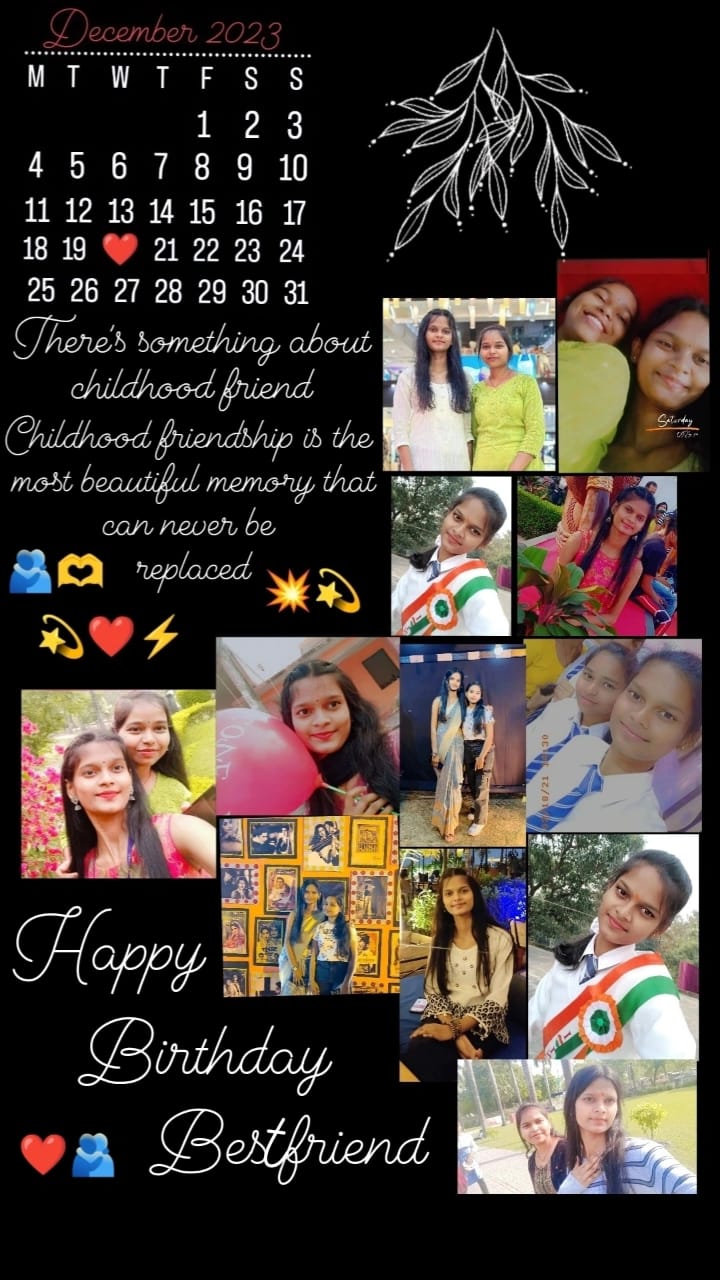 December 2023
M T W T F S S
1 2 3
4 5 6 7 8 9 10
11 12 13 14 15 16 17
18 19 ❤️ 21 22 23 24
25 26 27 28 29 30 31
There's something about
childhood friend
Childhood friendship is the
most beautiful memory that
can never be
🫂🫶 replaced 💥💫
💫❤️⚡
Saturday
Happy
Birthday
❤️🫂 Bestfriend